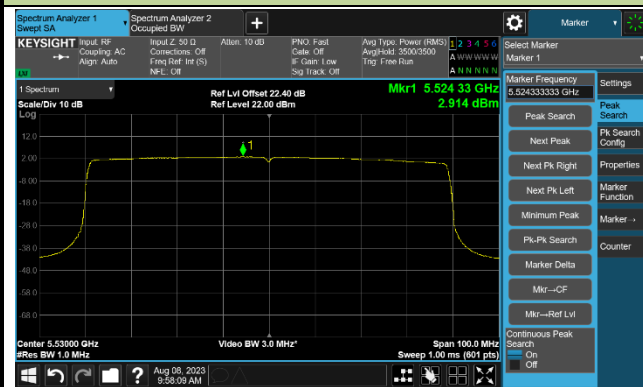 Spectrum Analyzer 1
Swept SA
Spectrum Analyzer 2
Occupied BW
+
Marker
KEYSIGHT
Input: RF
Coupling: AC
Align: Auto
Input Z: 50 Ω
Corrections: Off
Freq Ref: Int (S)
NFE: Off
Atten: 10 dB
PNO: Fast
Gate: Off
IF Gain: Low
Sig Track: Off
Avg Type: Power (RMS)
Avg|Hold: 3500/3500
Trig: Free Run
1 2 3 4 5 6
A W W W W W
A N N N N N
LXI
Select Marker
Marker 1
1 Spectrum
Scale/Div 10 dB
Log
Ref Lvl Offset 22.40 dB
Ref Level 22.00 dBm
Mkr1 5.524 33 GHz
2.914 dBm
12.0
2.00
-8.00
-18.0
-28.0
-38.0
-48.0
-58.0
-68.0
1
Center 5.53000 GHz
#Res BW 1.0 MHz
Video BW 3.0 MHz*
Span 100.0 MHz
Sweep 1.00 ms (601 pts)
Marker Frequency
5.524333333 GHz
Peak Search
Next Peak
Next Pk Right
Next Pk Left
Minimum Peak
Pk-Pk Search
Marker Delta
Mkr→CF
Mkr→Ref Lvl
Continuous Peak
Search
On
Off
Settings
Peak
Search
Pk Search
Config
Properties
Marker
Function
Marker→
Counter
?
Aug 08, 2023
9:58:09 AM